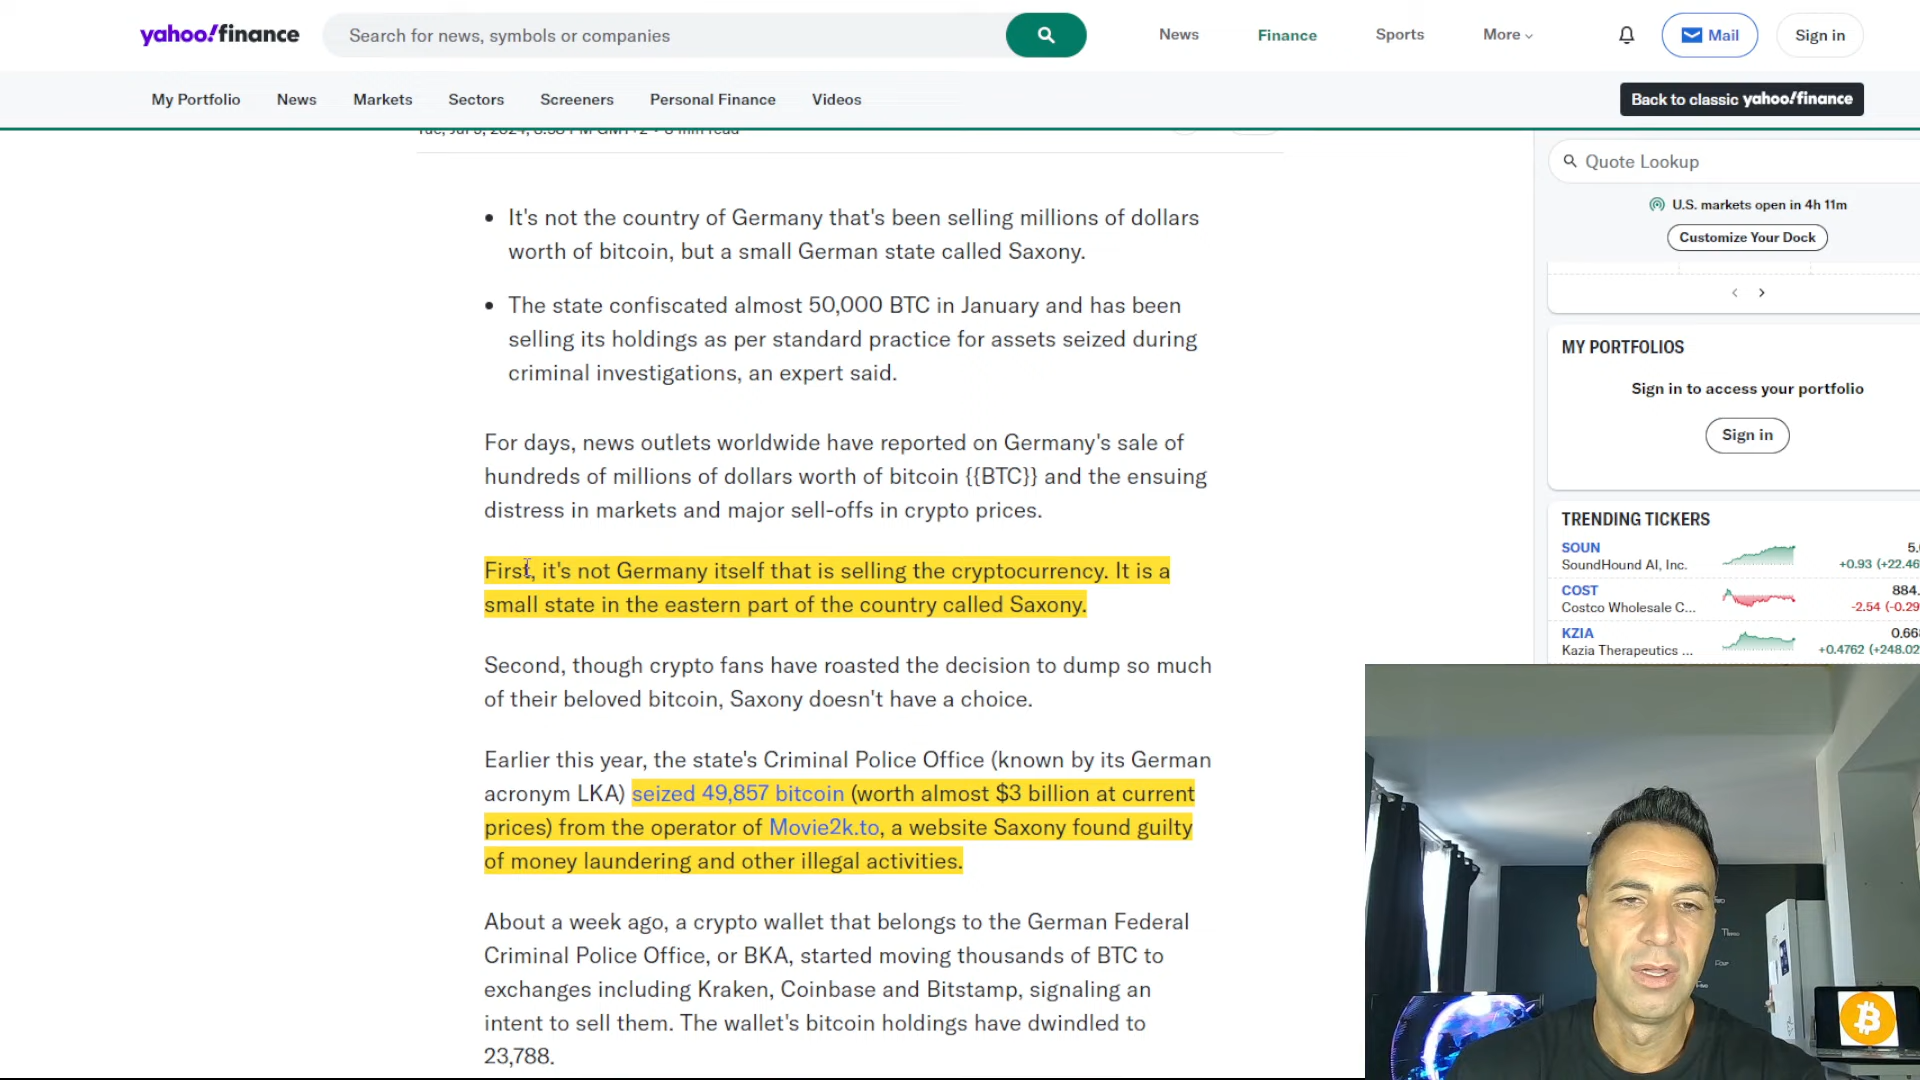 yahoo!finance
Search for news, symbols or companies
News
Finance
Sports
More
Mail
Sign in
My Portfolio
News
Markets
Sectors
Screeners
Personal Finance
Videos
Back to classic yahoo!finance
It's not the country of Germany that's been selling millions of dollars
worth of bitcoin, but a small German state called Saxony.
The state confiscated almost 50,000 BTC in January and has been
selling its holdings as per standard practice for assets seized during
criminal investigations, an expert said.
For days, news outlets worldwide have reported on Germany's sale of
hundreds of millions of dollars worth of bitcoin {{BTC}} and the ensuing
distress in markets and major sell-offs in crypto prices.
First, it's not Germany itself that is selling the cryptocurrency. It is a
small state in the eastern part of the country called Saxony.
Second, though crypto fans have roasted the decision to dump so much
of their beloved bitcoin, Saxony doesn't have a choice.
Earlier this year, the state's Criminal Police Office (known by its German
acronym LKA) seized 49,857 bitcoin (worth almost $3 billion at current
prices) from the operator of Movie2k.to, a website Saxony found guilty
of money laundering and other illegal activities.
About a week ago, a crypto wallet that belongs to the German Federal
Criminal Police Office, or BKA, started moving thousands of BTC to
exchanges including Kraken, Coinbase and Bitstamp, signaling an
intent to sell them. The wallet's bitcoin holdings have dwindled to
23,788.
Quote Lookup
U.S. markets open in 4h 11m
Customize Your Dock
MY PORTFOLIOS
Sign in to access your portfolio
Sign in
TRENDING TICKERS
SOUN
SoundHound AI, Inc.
+0.93 (+22.46
COST
884.
Costco Wholesale C...
-2.54 (-0.29
KZIA
Kazia Therapeutics ...
+0.4762 (+248.02